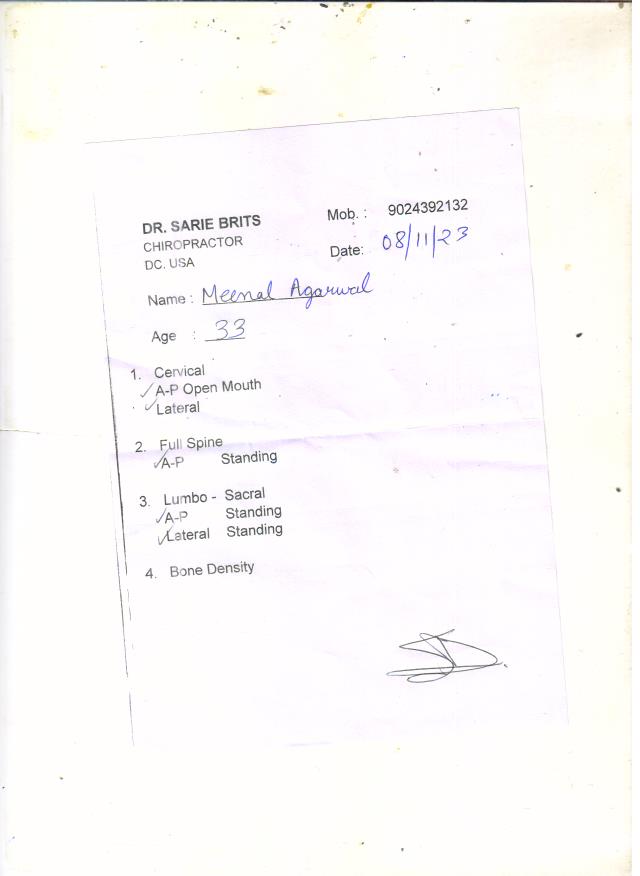 DR. SARIE BRITS
CHIROPRACTOR
DC. USA
Mob. : 9024392132
Date: 08/11/23
Name : Meenal Agarwal
Age : 33
1. Cervical
✓A-P Open Mouth
✓Lateral
2. Full Spine
✓A-P Standing
3. Lumbo - Sacral
✓A-P Standing
✓Lateral Standing
4. Bone Density